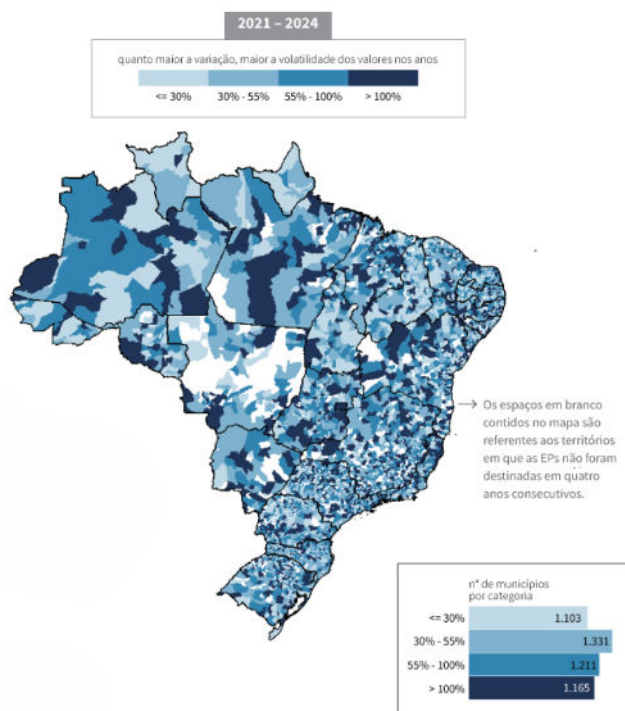 2021 – 2024
quanto maior a variação, maior a volatilidade dos valores nos anos
<= 30% 30% - 55% 55% - 100% > 100%
Os espaços em branco
contidos no mapa são
referentes aos territórios
em que as EPs não foram
destinadas em quatro
anos consecutivos.
n° de municípios
por categoria
<= 30% 1.103
30% - 55% 1.331
55% - 100% 1.211
> 100% 1.165